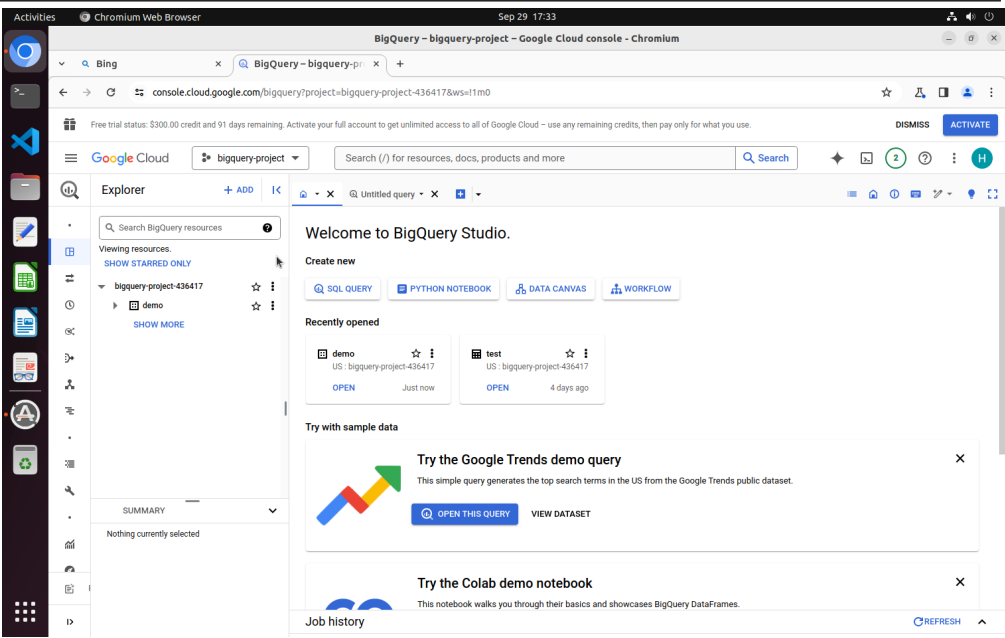 Activities Chromium Web Browser Sep 29 17:33
BigQuery – bigquery-project – Google Cloud console - Chromium
Bing
BigQuery – bigquery-pr
console.cloud.google.com/bigquery?project=bigquery-project-436417&ws=!1m0
Free trial status: $300.00 credit and 91 days remaining. Activate your full account to get unlimited access to all of Google Cloud – use any remaining credits, then pay only for what you use. DISMISS ACTIVATE
Google Cloud bigquery-project Search (/) for resources, docs, products and more Search 2 H
Explorer + ADD
Untitled query
Search BigQuery resources
Viewing resources.
SHOW STARRED ONLY
bigquery-project-436417
demo
SHOW MORE
SUMMARY
Nothing currently selected
Welcome to BigQuery Studio.
Create new
SQL QUERY PYTHON NOTEBOOK DATA CANVAS WORKFLOW
Recently opened
demo
US : bigquery-project-436417
OPEN Just now
test
US : bigquery-project-436417
OPEN 4 days ago
Try with sample data
Try the Google Trends demo query
This simple query generates the top search terms in the US from the Google Trends public dataset.
OPEN THIS QUERY VIEW DATASET
Try the Colab demo notebook
This notebook walks you through their basics and showcases BigQuery DataFrames.
Job history REFRESH